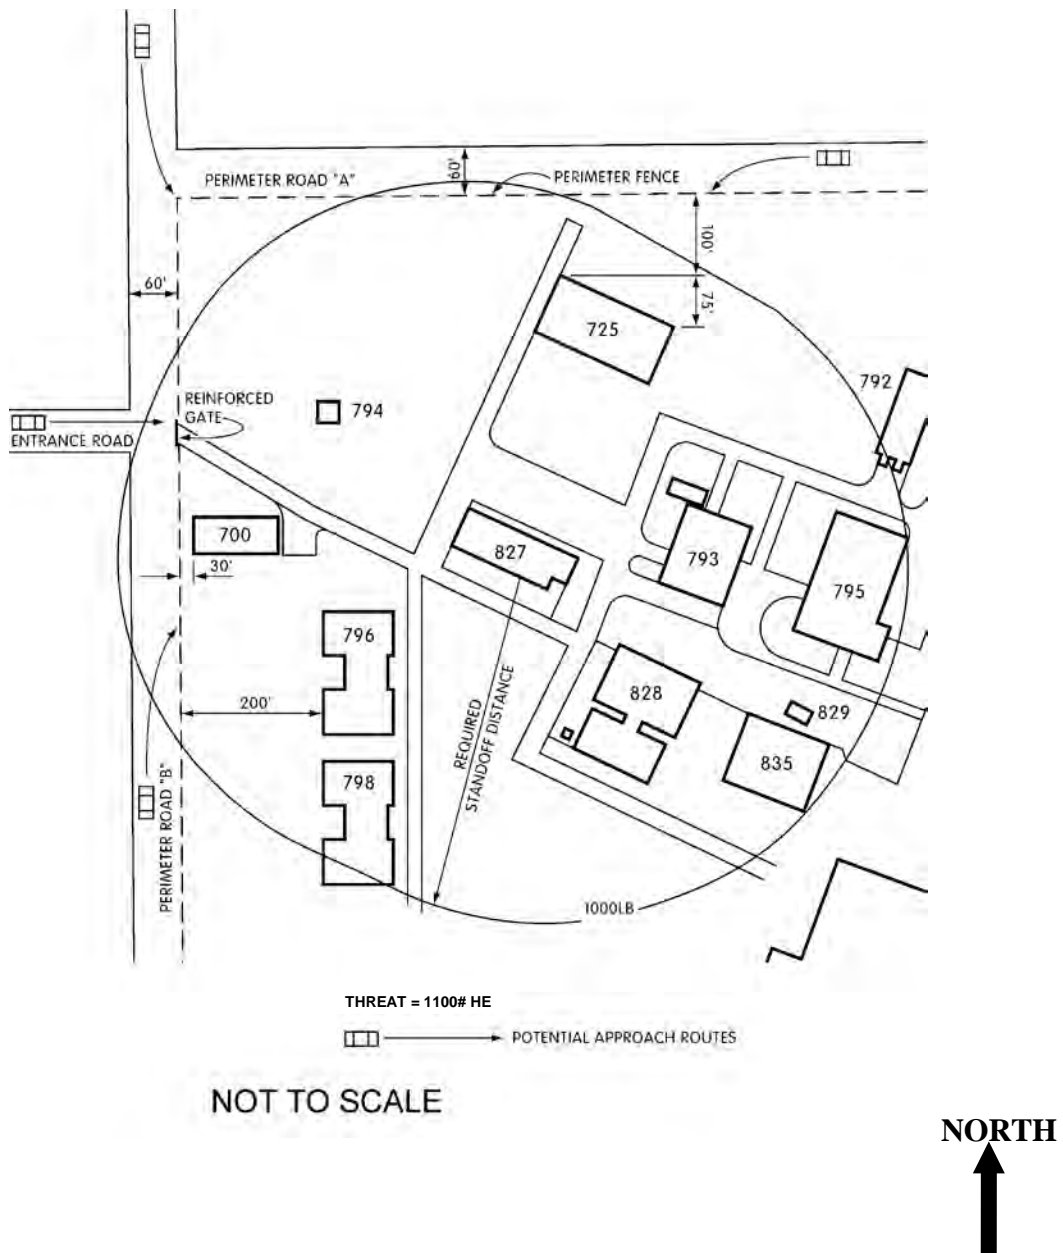 60'
PERIMETER ROAD "A"
PERIMETER FENCE
100'
60'
75'
725
792
REINFORCED
GATE
794
ENTRANCE ROAD
700
827
793
30'
795
796
200'
REQUIRED
STANDOFF DISTANCE
828
829
835
798
PERIMETER ROAD "B"
1000LB
THREAT = 1100# HE
POTENTIAL APPROACH ROUTES
NOT TO SCALE
NORTH